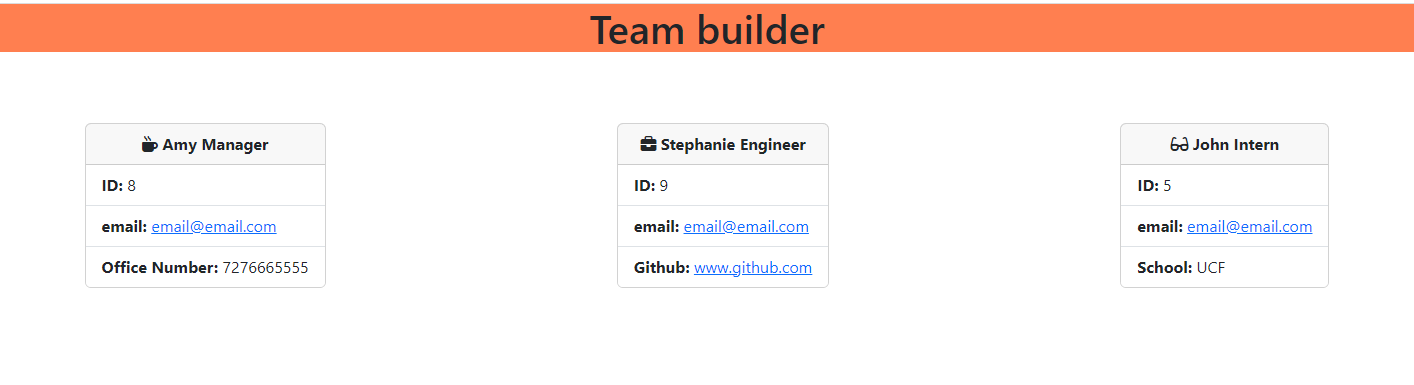 Team builder
Amy Manager
ID: 8
email: email@email.com
Office Number: 7276665555
Stephanie Engineer
ID: 9
email: email@email.com
Github: www.github.com
John Intern
ID: 5
email: email@email.com
School: UCF